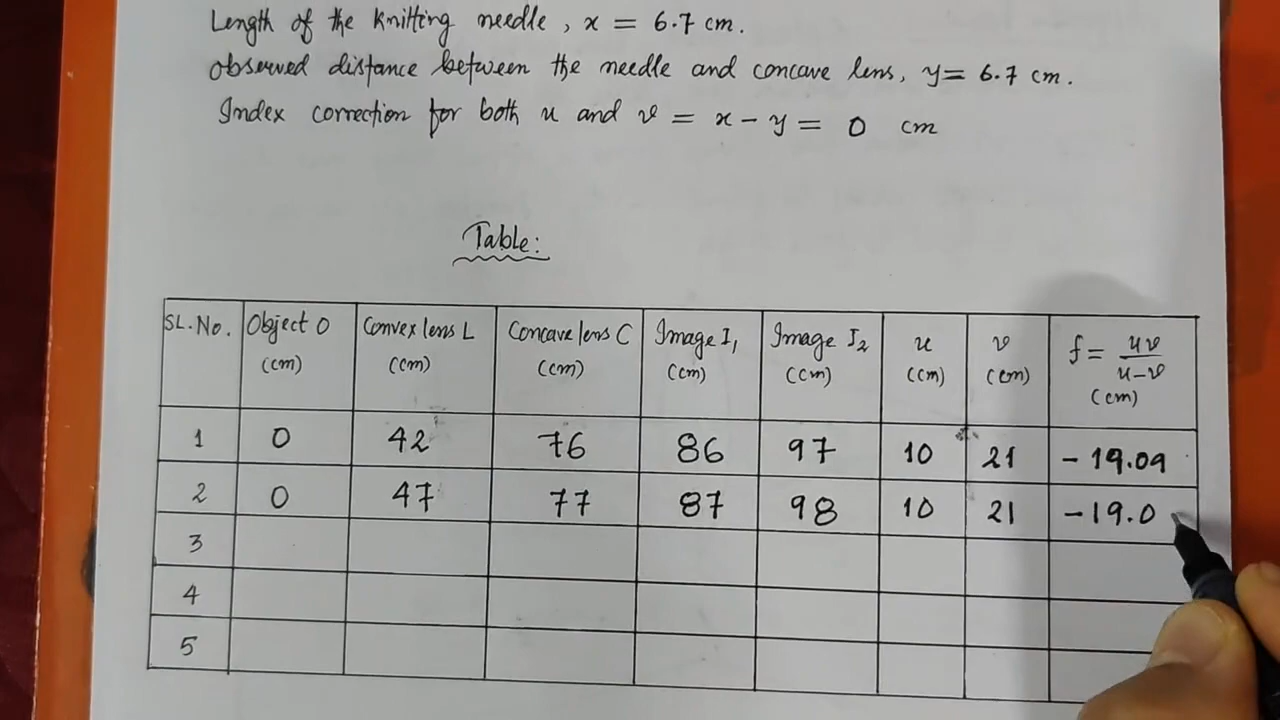 Length of the knitting needle, x = 6.7 cm.
observed distance between the needle and concave lens, y = 6.7 cm.
Index correction for both u and v = x - y = 0 cm
Table:
SL. No. Object O (cm) Convex lens L (cm) Concave lens C (cm) Image I₁ (cm) Image I₂ (cm) u (cm) v (cm) f = uv/u-v (cm)
1 0 42 76 86 97 10 21 - 19.09
2 0 47 77 87 98 10 21 - 19.0
3
4
5